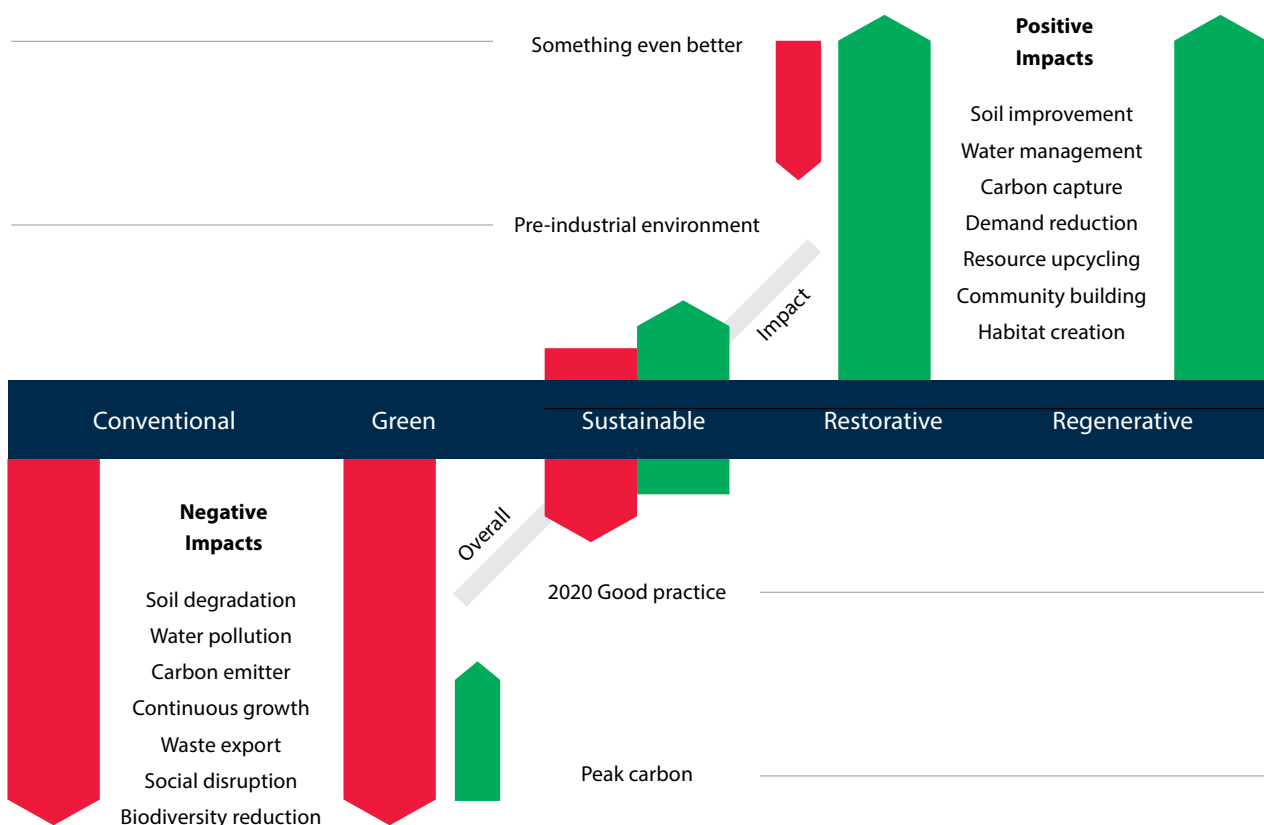 Something even better
Positive
Impacts
Soil improvement
Water management
Carbon capture
Pre-industrial environment
Demand reduction
Resource upcycling
Community building
Habitat creation
Impact
Conventional
Green
Sustainable
Restorative
Regenerative
Negative
Impacts
Overall
Soil degradation
Water pollution
Carbon emitter
Continuous growth
Waste export
Social disruption
Biodiversity reduction
2020 Good practice
Peak carbon